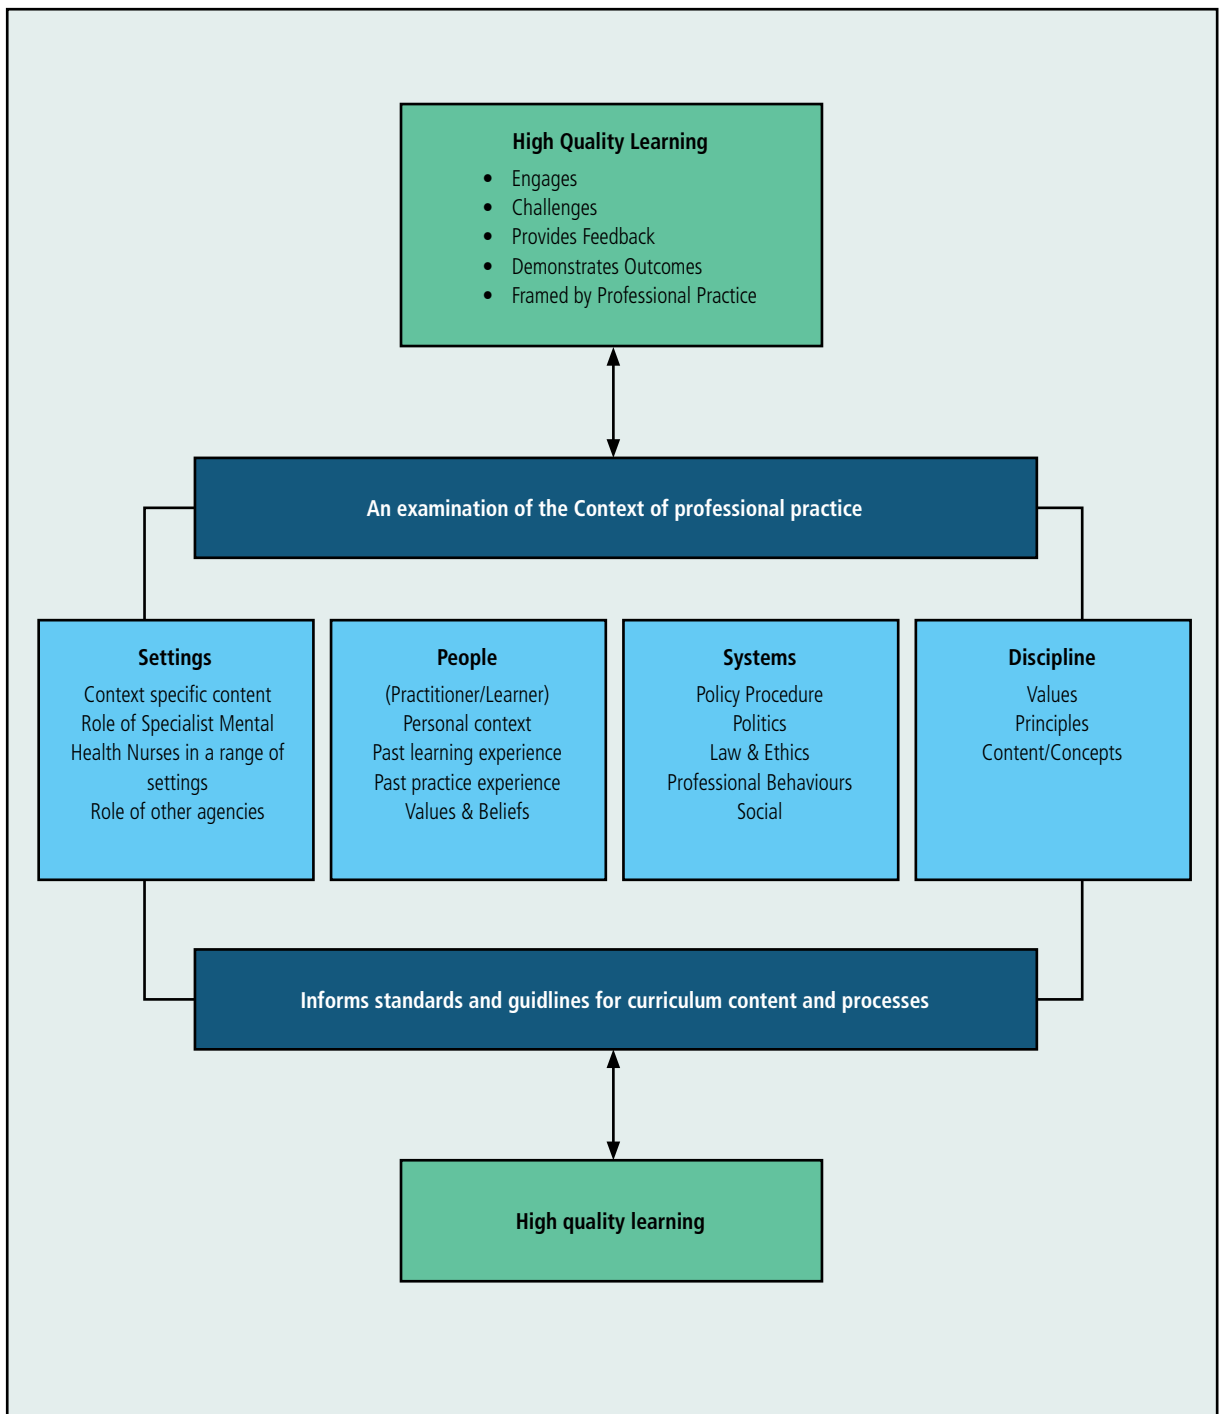 High Quality Learning
• Engages
• Challenges
• Provides Feedback
• Demonstrates Outcomes
• Framed by Professional Practice
An examination of the Context of professional practice
Settings
Context specific content
Role of Specialist Mental
Health Nurses in a range of
settings
Role of other agencies
People
(Practitioner/Learner)
Personal context
Past learning experience
Past practice experience
Values & Beliefs
Systems
Policy Procedure
Politics
Law & Ethics
Professional Behaviours
Social
Discipline
Values
Principles
Content/Concepts
Informs standards and guidlines for curriculum content and processes
High quality learning